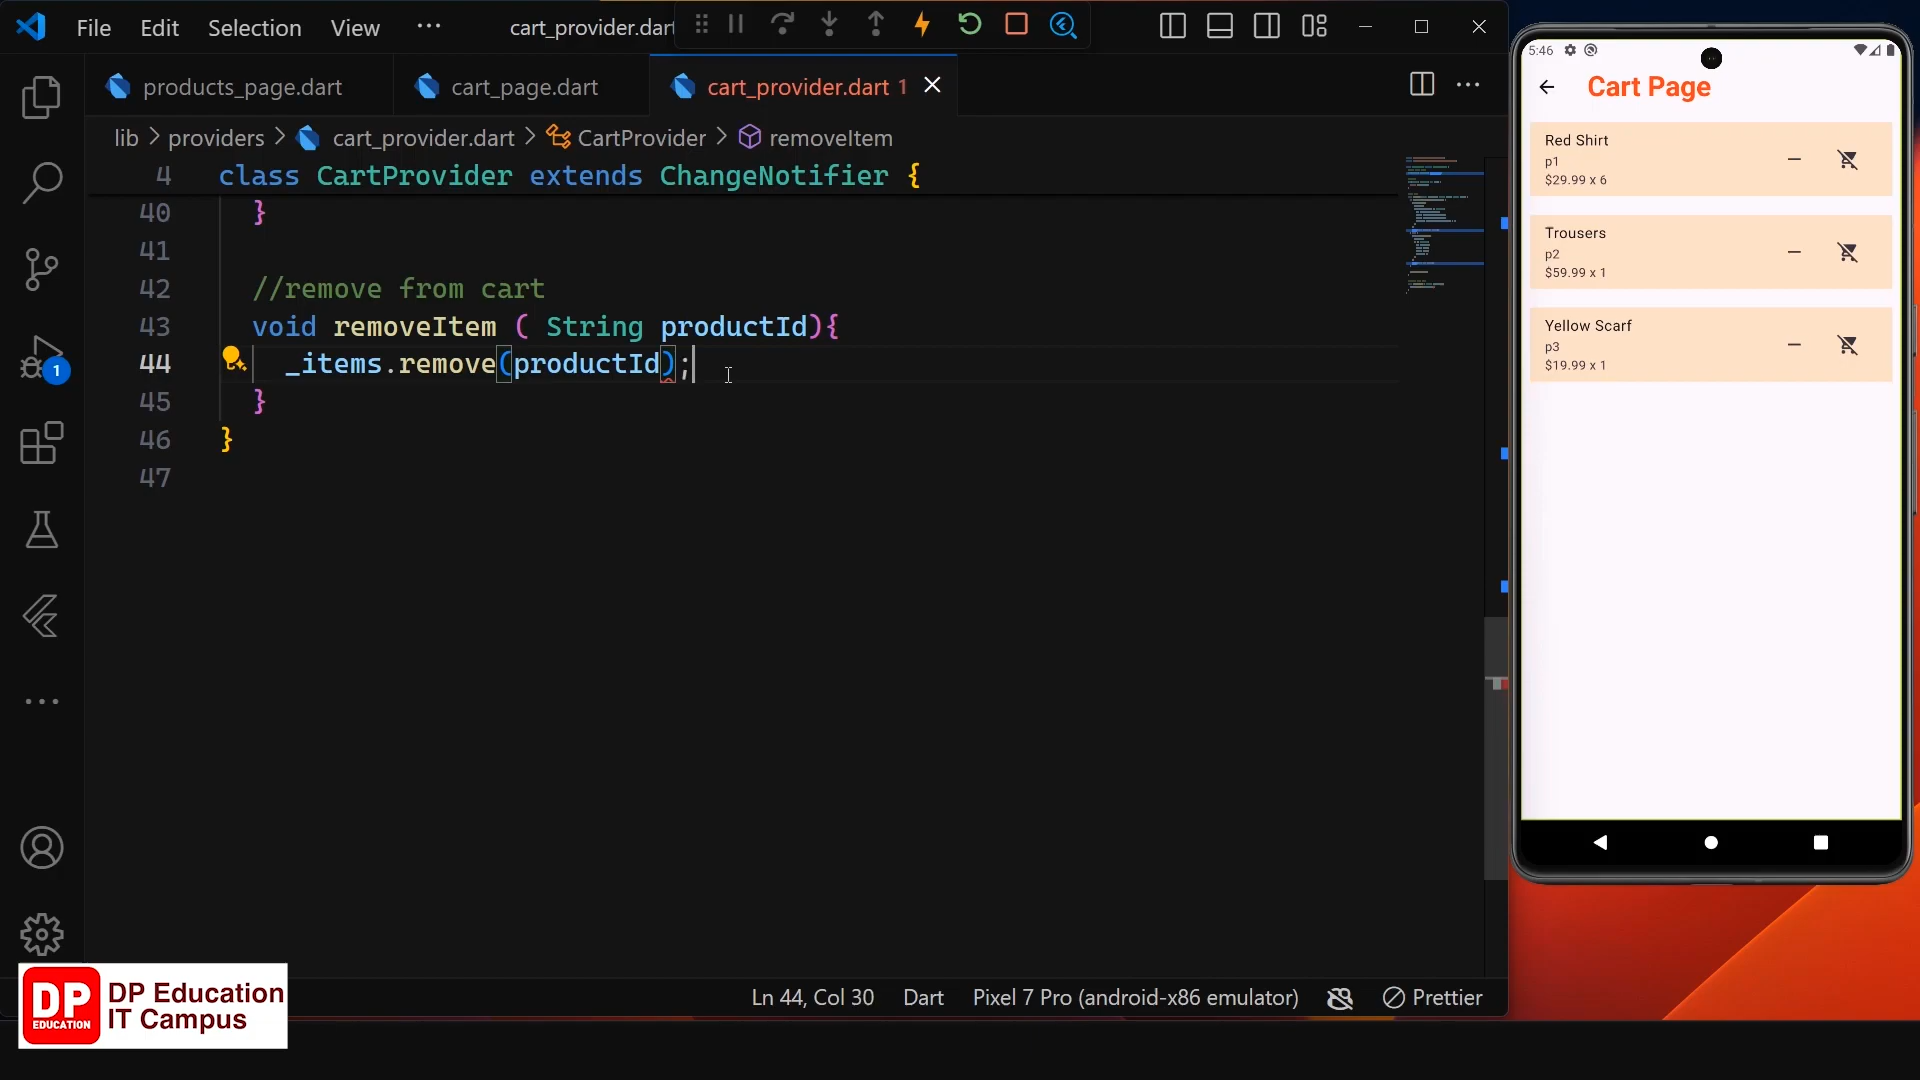 File Edit Selection View ··· cart_provider.dart
products_page.dart cart_page.dart cart_provider.dart 1
lib > providers > cart_provider.dart > CartProvider > removeItem
4 class CartProvider extends ChangeNotifier {
40 }
41
42 //remove from cart
43 void removeItem ( String productId){
44 _items.remove(productId);
45 }
46 }
47
1
Ln 44, Col 30 Dart Pixel 7 Pro (android-x86 emulator) Prettier
DP
EDUCATION
DP Education
IT Campus
5:46
Cart Page
Red Shirt
p1
$29.99 x 6
Trousers
p2
$59.99 x 1
Yellow Scarf
p3
$19.99 x 1